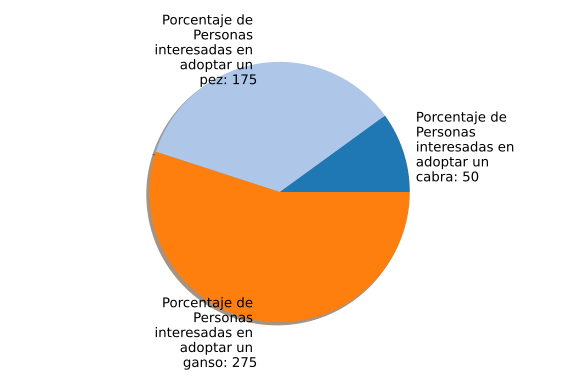 Porcentaje de
Personas
interesadas en
adoptar un
pez: 175
Porcentaje de
Personas
interesadas en
adoptar un
cabra: 50
Porcentaje de
Personas
interesadas en
adoptar un
ganso: 275